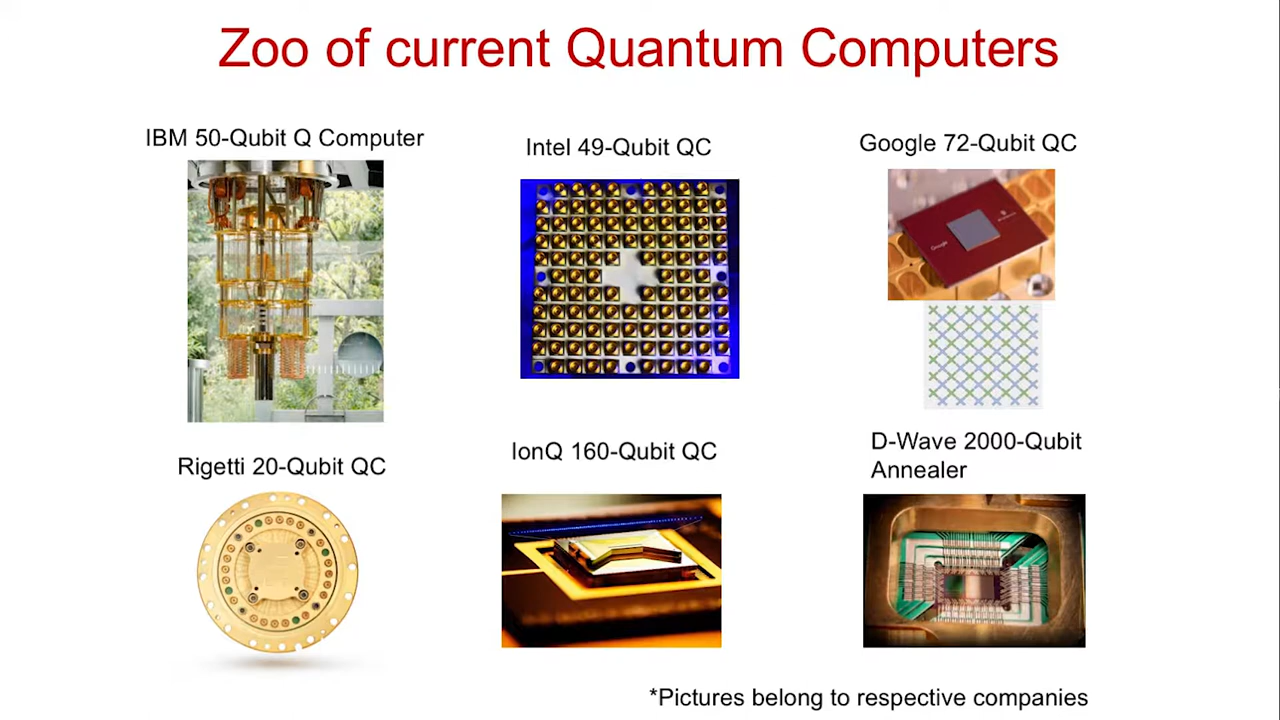 Zoo of current Quantum Computers
IBM 50-Qubit Q Computer
Intel 49-Qubit QC
Google 72-Qubit QC
Google
Rigetti 20-Qubit QC
IonQ 160-Qubit QC
D-Wave 2000-Qubit
Annealer
*Pictures belong to respective companies